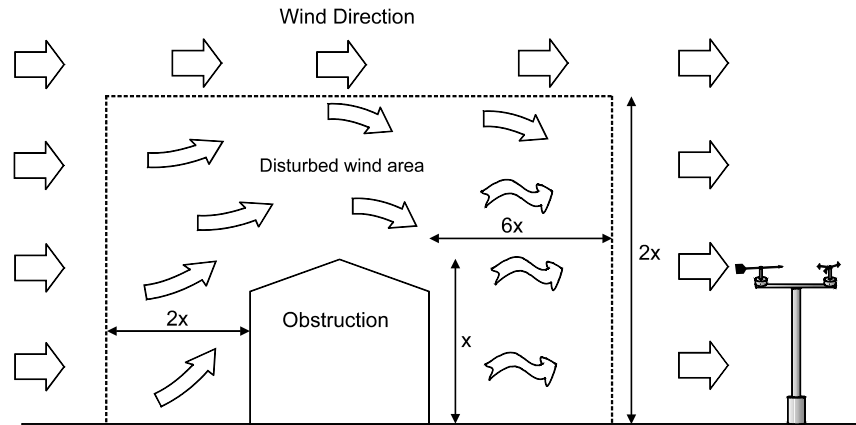 Wind Direction
Disturbed wind area
6x
2x
2x
Obstruction
x